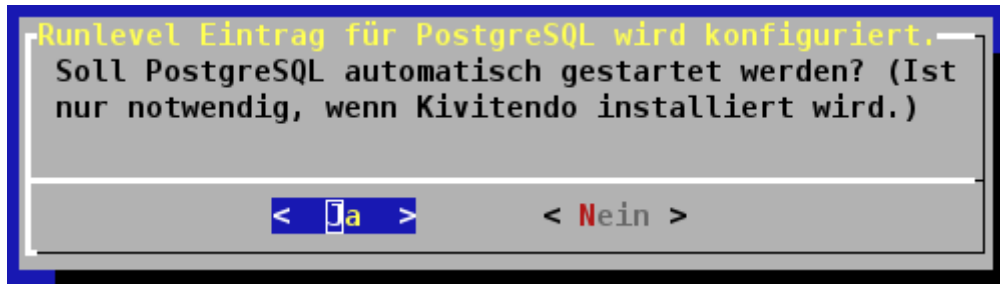 Runlevel Eintrag für PostgreSQL wird konfiguriert.
Soll PostgreSQL automatisch gestartet werden? (Ist
nur notwendig, wenn Kivitendo installiert wird.)
< Ja > < Nein >